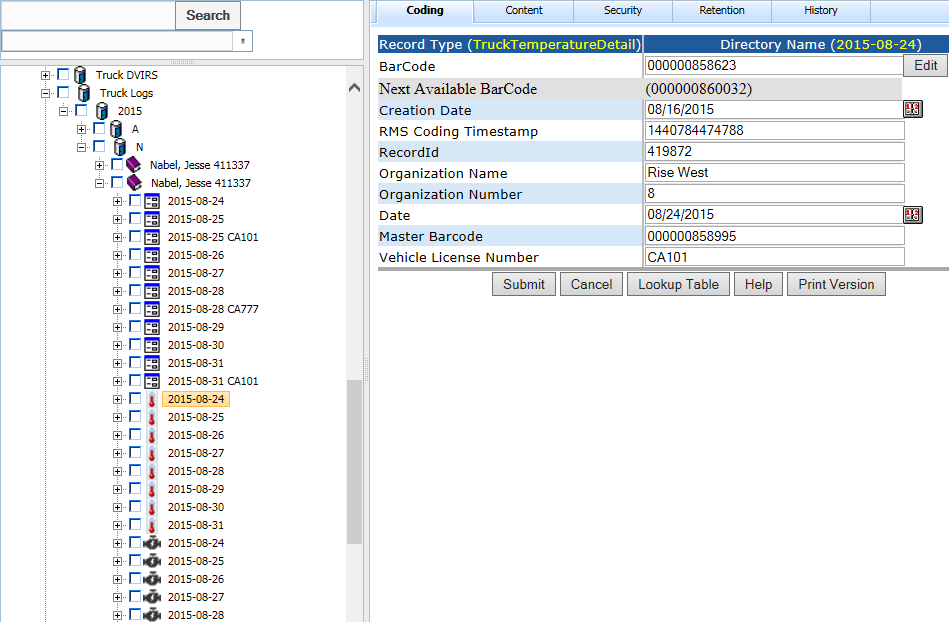 Search
Truck DVIRS
Truck Logs
2015
A
N
Nabel, Jesse 411337
Nabel, Jesse 411337
2015-08-24
2015-08-25
2015-08-25 CA101
2015-08-26
2015-08-27
2015-08-28
2015-08-28 CA777
2015-08-29
2015-08-30
2015-08-31
2015-08-31 CA101
2015-08-24
2015-08-25
2015-08-26
2015-08-27
2015-08-28
2015-08-29
2015-08-30
2015-08-31
2015-08-24
2015-08-25
2015-08-26
2015-08-27
2015-08-28
Coding Content Security Retention History
Record Type (TruckTemperatureDetail) Directory Name (2015-08-24)
BarCode 000000858623 Edit
Next Available BarCode (000000860032)
Creation Date 08/16/2015
RMS Coding Timestamp 1440784474788
RecordId 419872
Organization Name Rise West
Organization Number 8
Date 08/24/2015
Master Barcode 000000858995
Vehicle License Number CA101
Submit Cancel Lookup Table Help Print Version